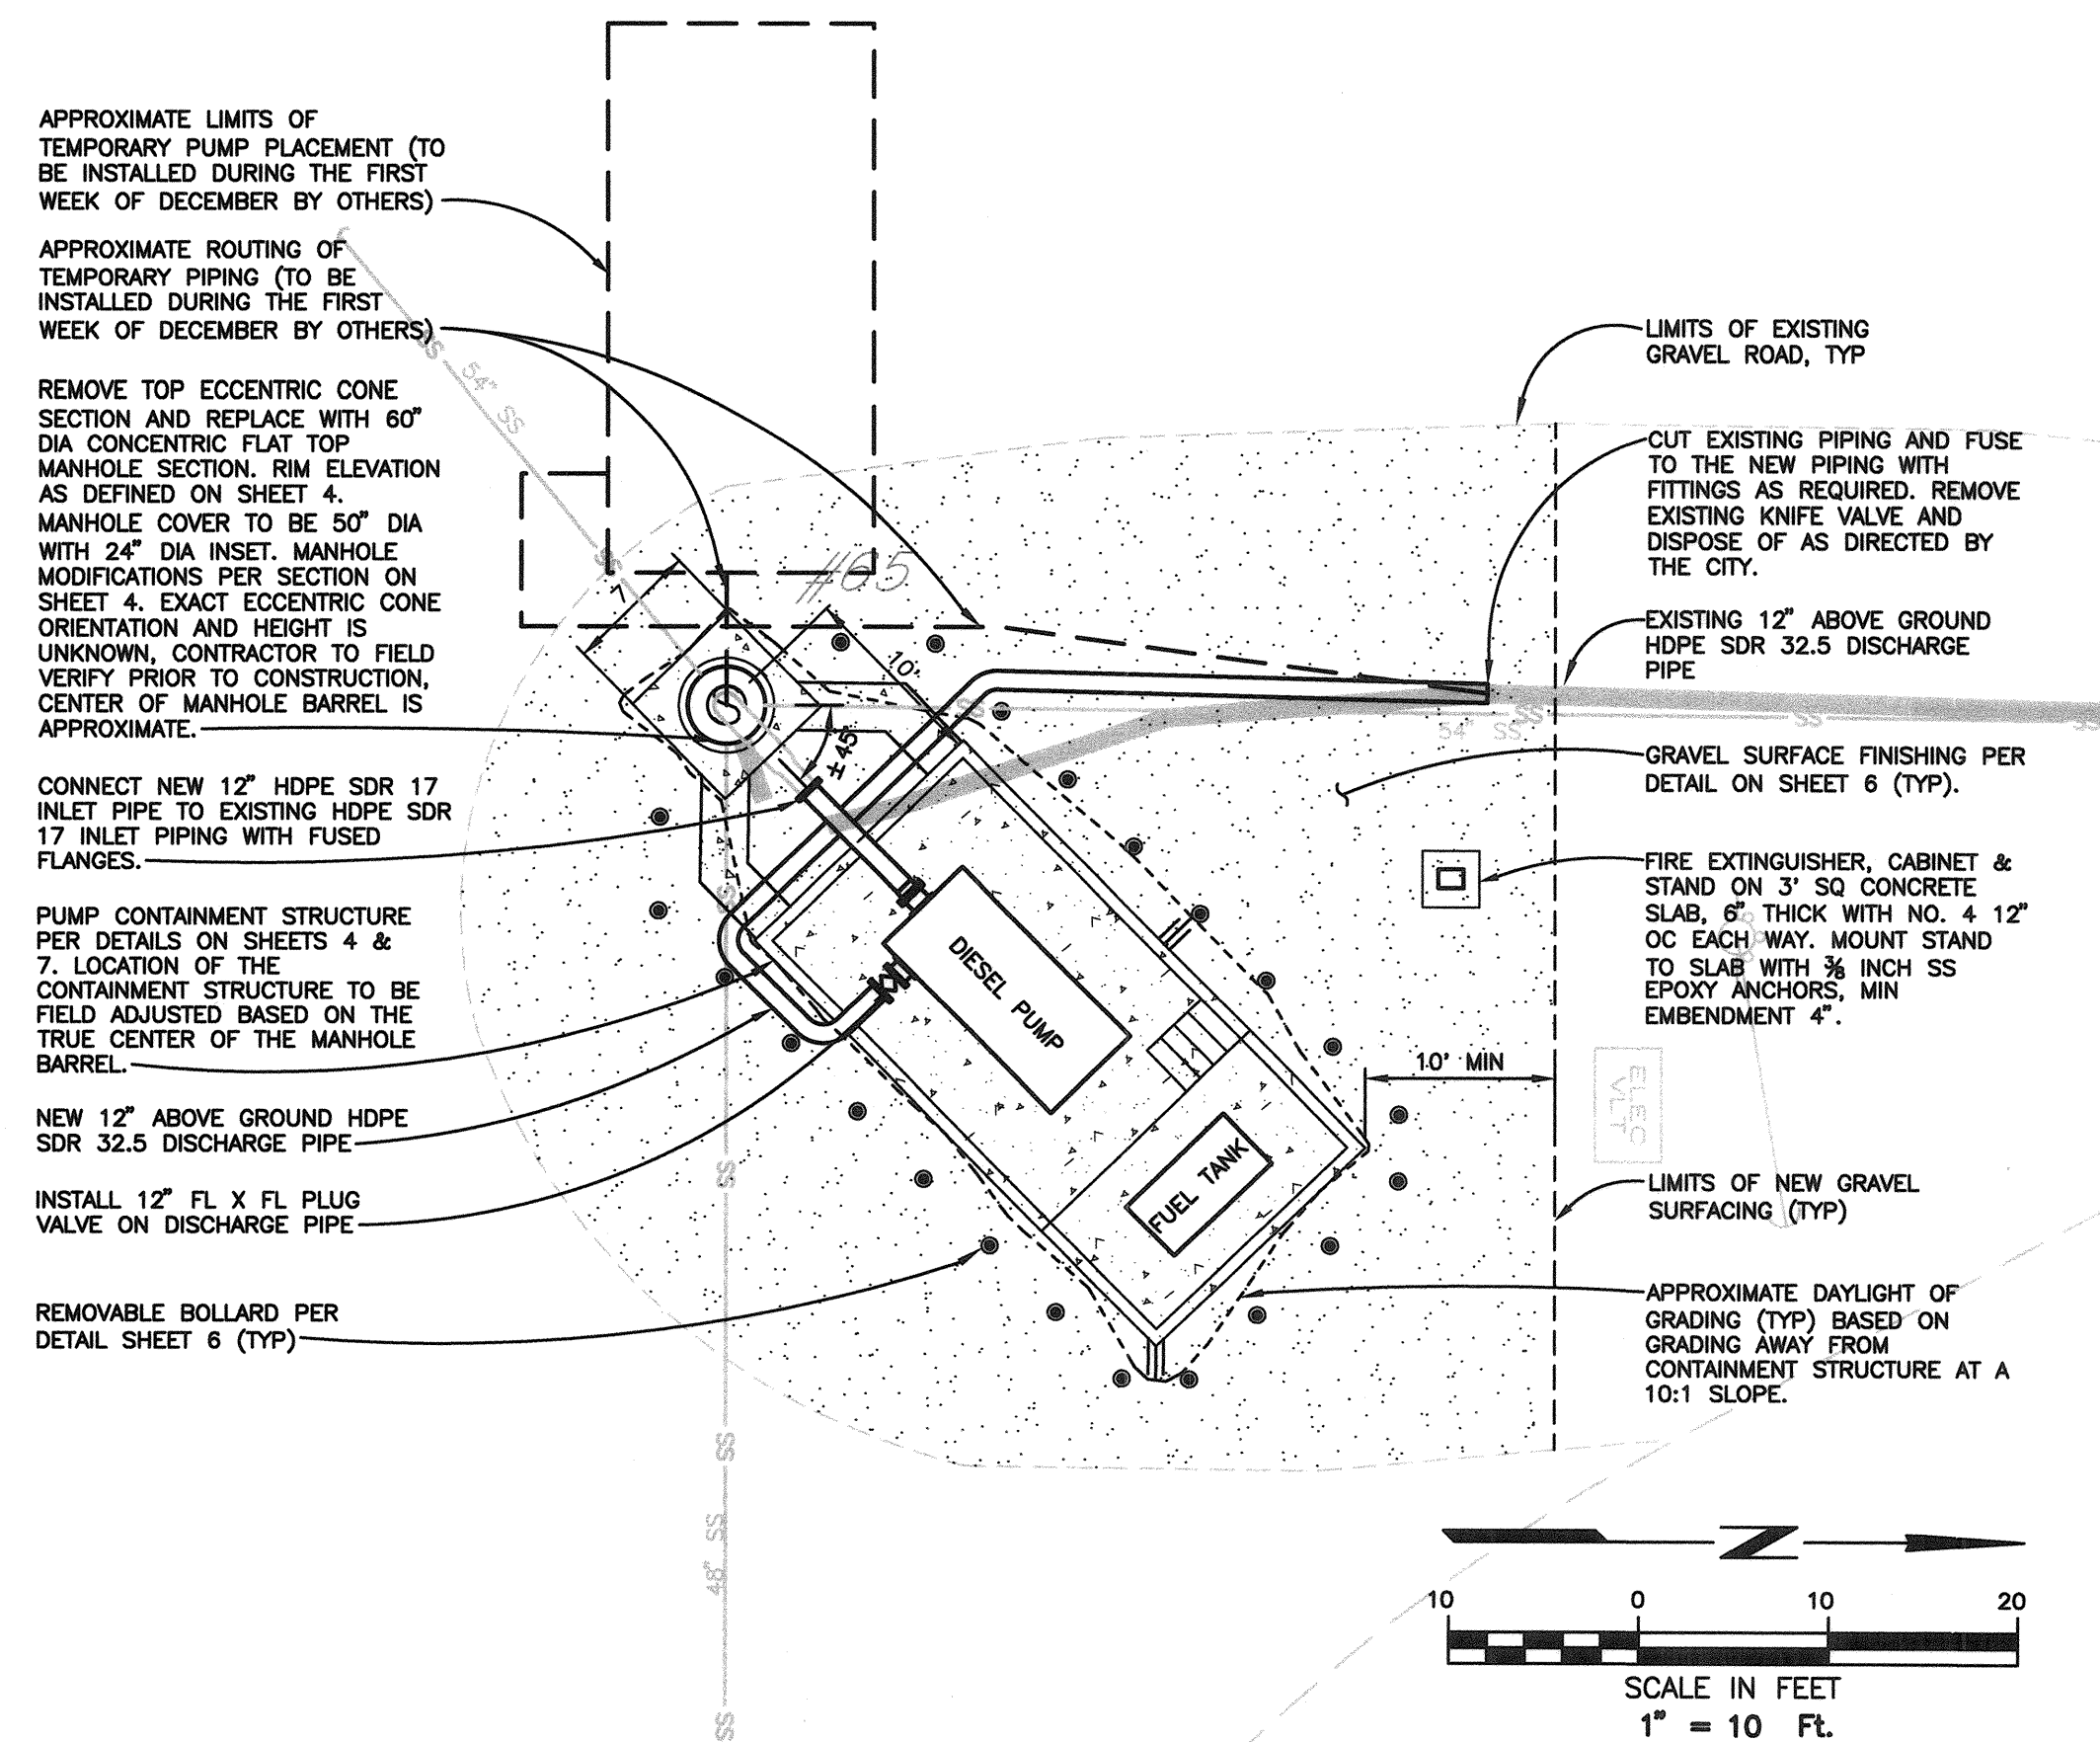 APPROXIMATE LIMITS OF
TEMPORARY PUMP PLACEMENT (TO
BE INSTALLED DURING THE FIRST
WEEK OF DECEMBER BY OTHERS)
APPROXIMATE ROUTING OF
TEMPORARY PIPING (TO BE
INSTALLED DURING THE FIRST
WEEK OF DECEMBER BY OTHERS)
REMOVE TOP ECCENTRIC CONE
SECTION AND REPLACE WITH 60"
DIA CONCENTRIC FLAT TOP
MANHOLE SECTION. RIM ELEVATION
AS DEFINED ON SHEET 4.
MANHOLE COVER TO BE 50" DIA
WITH 24" DIA INSET. MANHOLE
MODIFICATIONS PER SECTION ON
SHEET 4. EXACT ECCENTRIC CONE
ORIENTATION AND HEIGHT IS
UNKNOWN, CONTRACTOR TO FIELD
VERIFY PRIOR TO CONSTRUCTION,
CENTER OF MANHOLE BARREL IS
APPROXIMATE.
CONNECT NEW 12" HDPE SDR 17
INLET PIPE TO EXISTING HDPE SDR
17 INLET PIPING WITH FUSED
FLANGES.
PUMP CONTAINMENT STRUCTURE
PER DETAILS ON SHEETS 4 &
7. LOCATION OF THE
CONTAINMENT STRUCTURE TO BE
FIELD ADJUSTED BASED ON THE
TRUE CENTER OF THE MANHOLE
BARREL.
NEW 12" ABOVE GROUND HDPE
SDR 32.5 DISCHARGE PIPE
INSTALL 12" FL X FL PLUG
VALVE ON DISCHARGE PIPE
REMOVABLE BOLLARD PER
DETAIL SHEET 6 (TYP)
SS
54" SS
SS
#65
7'
10'
±45°
SS
54" SS
SS
SS
SS
SS
SS
SS
48" SS
SS
DIESEL PUMP
FUEL TANK
10' MIN
ELEC
VLT
LIMITS OF EXISTING
GRAVEL ROAD, TYP
CUT EXISTING PIPING AND FUSE
TO THE NEW PIPING WITH
FITTINGS AS REQUIRED. REMOVE
EXISTING KNIFE VALVE AND
DISPOSE OF AS DIRECTED BY
THE CITY.
EXISTING 12" ABOVE GROUND
HDPE SDR 32.5 DISCHARGE
PIPE
GRAVEL SURFACE FINISHING PER
DETAIL ON SHEET 6 (TYP).
FIRE EXTINGUISHER, CABINET &
STAND ON 3' SQ CONCRETE
SLAB, 6" THICK WITH NO. 4 12"
OC EACH WAY. MOUNT STAND
TO SLAB WITH ⅜ INCH SS
EPOXY ANCHORS, MIN
EMBENDMENT 4".
LIMITS OF NEW GRAVEL
SURFACING (TYP)
APPROXIMATE DAYLIGHT OF
GRADING (TYP) BASED ON
GRADING AWAY FROM
CONTAINMENT STRUCTURE AT A
10:1 SLOPE.
N
10 0 10 20
SCALE IN FEET
1" = 10 Ft.